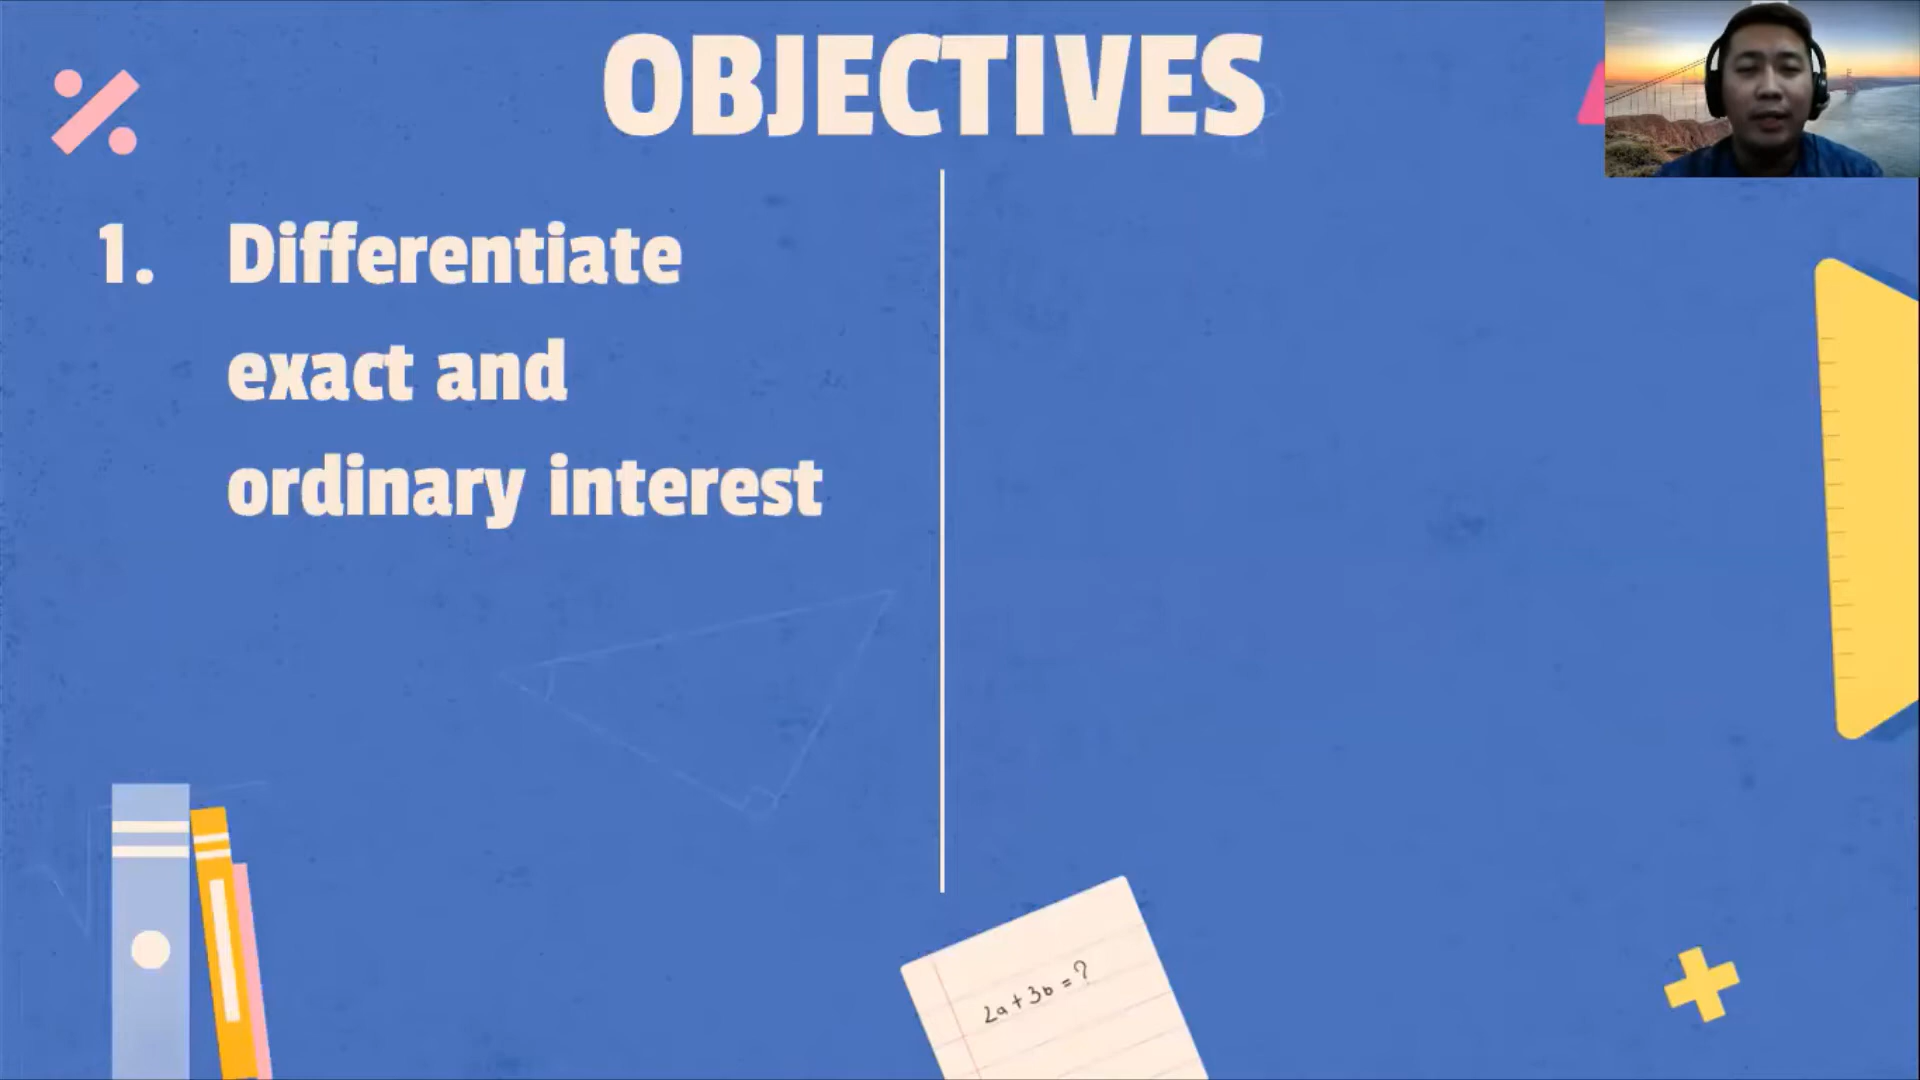 OBJECTIVES
1. Differentiate
exact and
ordinary interest
2a+3b=?